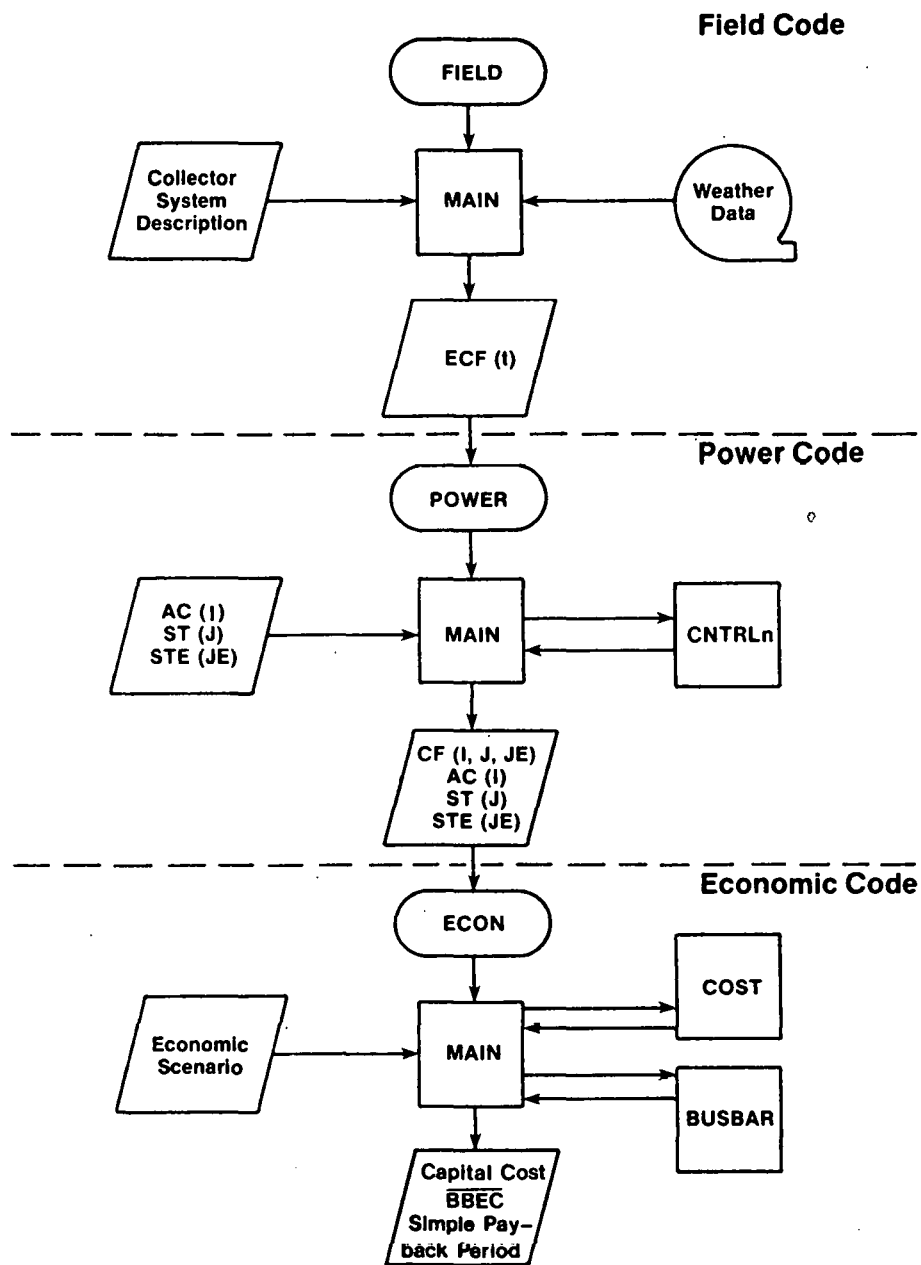 Field Code
FIELD
Collector
System
Description
MAIN
Weather
Data
ECF (t)
Power Code
POWER
AC (I)
ST (J)
STE (JE)
MAIN
CNTRLn
CF (I, J, JE)
AC (I)
ST (J)
STE (JE)
Economic Code
ECON
COST
Economic
Scenario
MAIN
BUSBAR
Capital Cost
BBEC
Simple Pay-
back Period